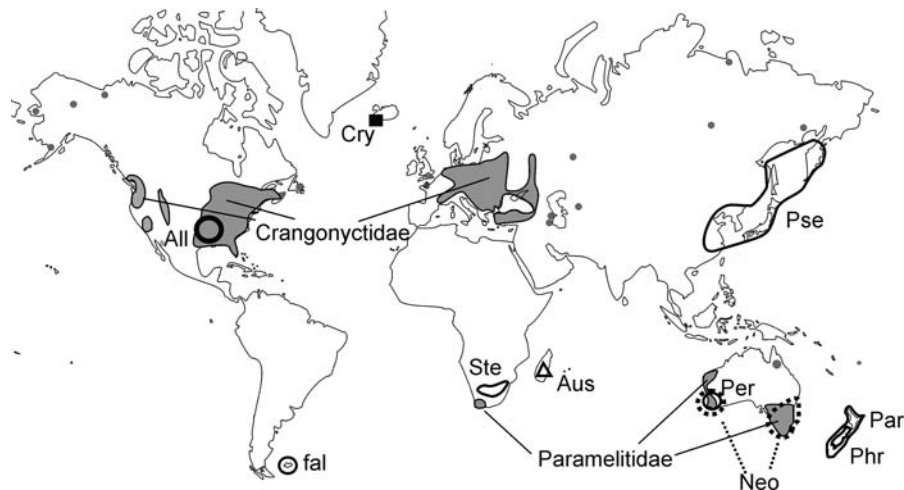 Cry
All
Crangonyctidae
Pse
Ste
Aus
Per
Par
Paramelitidae
Phr
fal
Neo